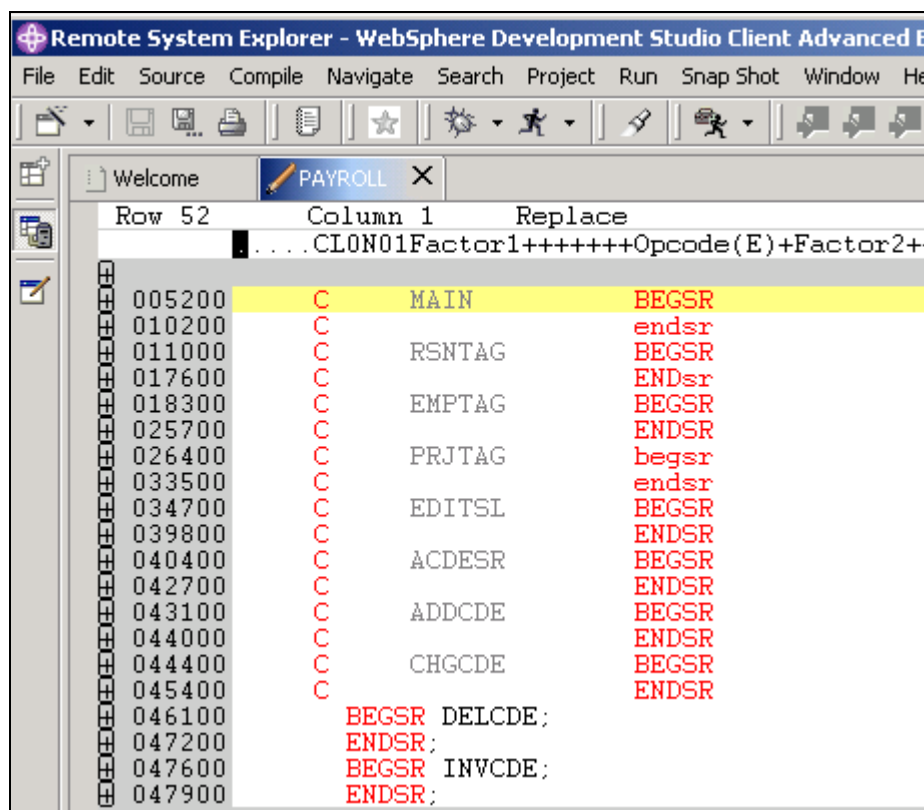 Remote System Explorer - WebSphere Development Studio Client Advanced E
File Edit Source Compile Navigate Search Project Run Snap Shot Window He
Welcome PAYROLL
Row 52 Column 1 Replace
.....CL0N01Factor1+++++++Opcode(E)+Factor2+
005200 C MAIN BEGSR
010200 C endsr
011000 C RSNTAG BEGSR
017600 C ENDsr
018300 C EMPTAG BEGSR
025700 C ENDSR
026400 C PRJTAG begsr
033500 C endsr
034700 C EDITSL BEGSR
039800 C ENDSR
040400 C ACDESR BEGSR
042700 C ENDSR
043100 C ADDCDE BEGSR
044000 C ENDSR
044400 C CHGCDE BEGSR
045400 C ENDSR
046100 BEGSR DELCDE;
047200 ENDSR;
047600 BEGSR INVCDE;
047900 ENDSR;